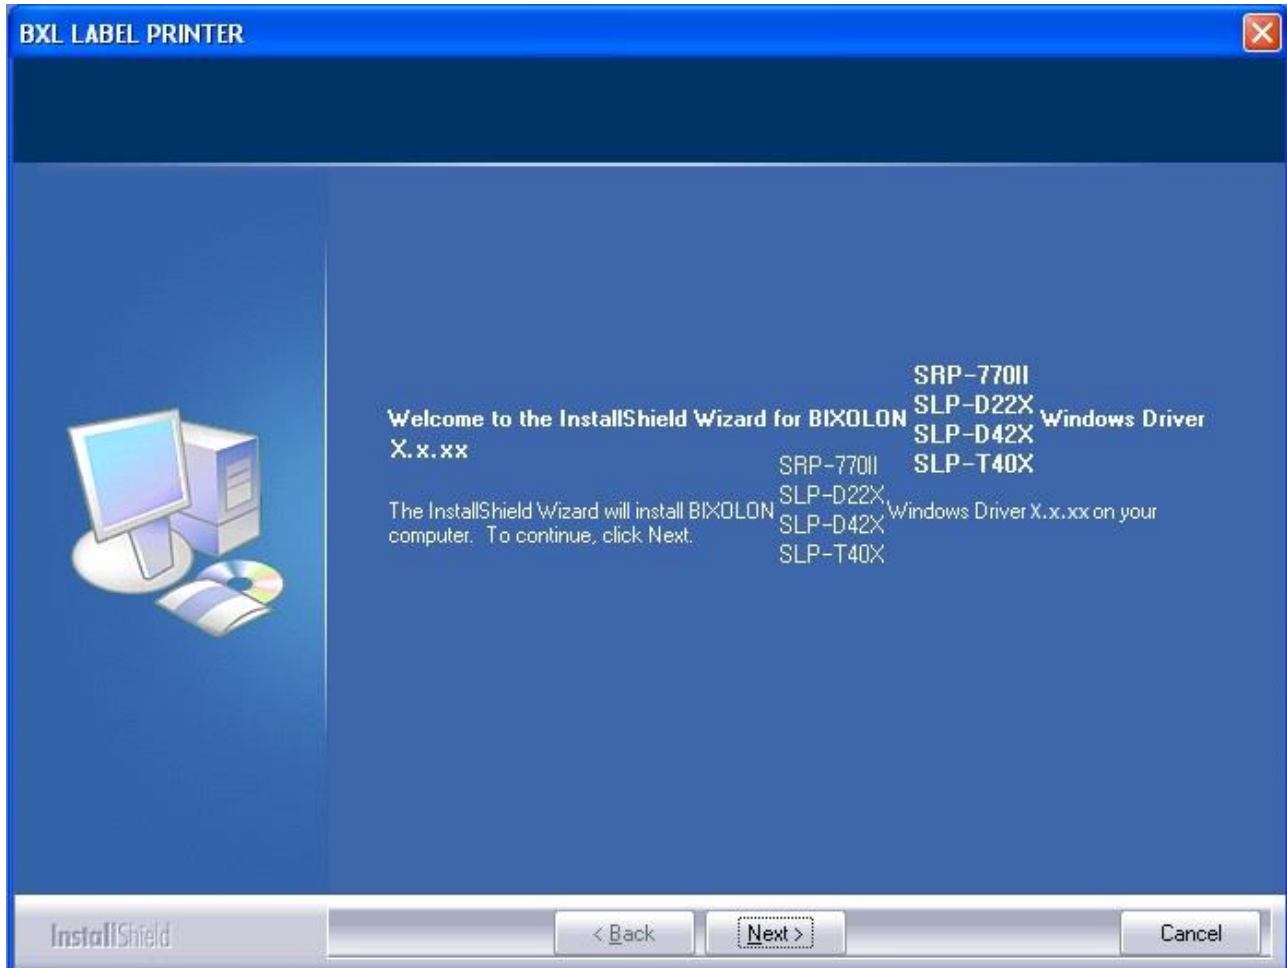 BXL LABEL PRINTER
SRP-770II
SLP-D22X
Welcome to the InstallShield Wizard for BIXOLON Windows Driver
SLP-D42X
X.x.xx
SLP-T40X
SRP-770II
SLP-D22X
The InstallShield Wizard will install BIXOLON Windows Driver X.x.xx on your
SLP-D42X
computer. To continue, click Next.
SLP-T40X
InstallShield
< Back
Next >
Cancel